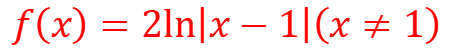 f(x) = 2ln|x − 1|(x ≠ 1)